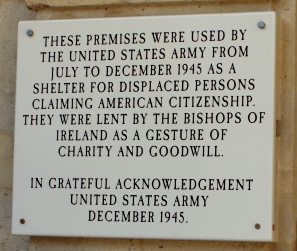 THESE PREMISES WERE USED BY
THE UNITED STATES ARMY FROM
JULY TO DECEMBER 1945 AS A
SHELTER FOR DISPLACED PERSONS
CLAIMING AMERICAN CITIZENSHIP.
THEY WERE LENT BY THE BISHOPS OF
IRELAND AS A GESTURE OF
CHARITY AND GOODWILL.
IN GRATEFUL ACKNOWLEDGEMENT
UNITED STATES ARMY
DECEMBER 1945.